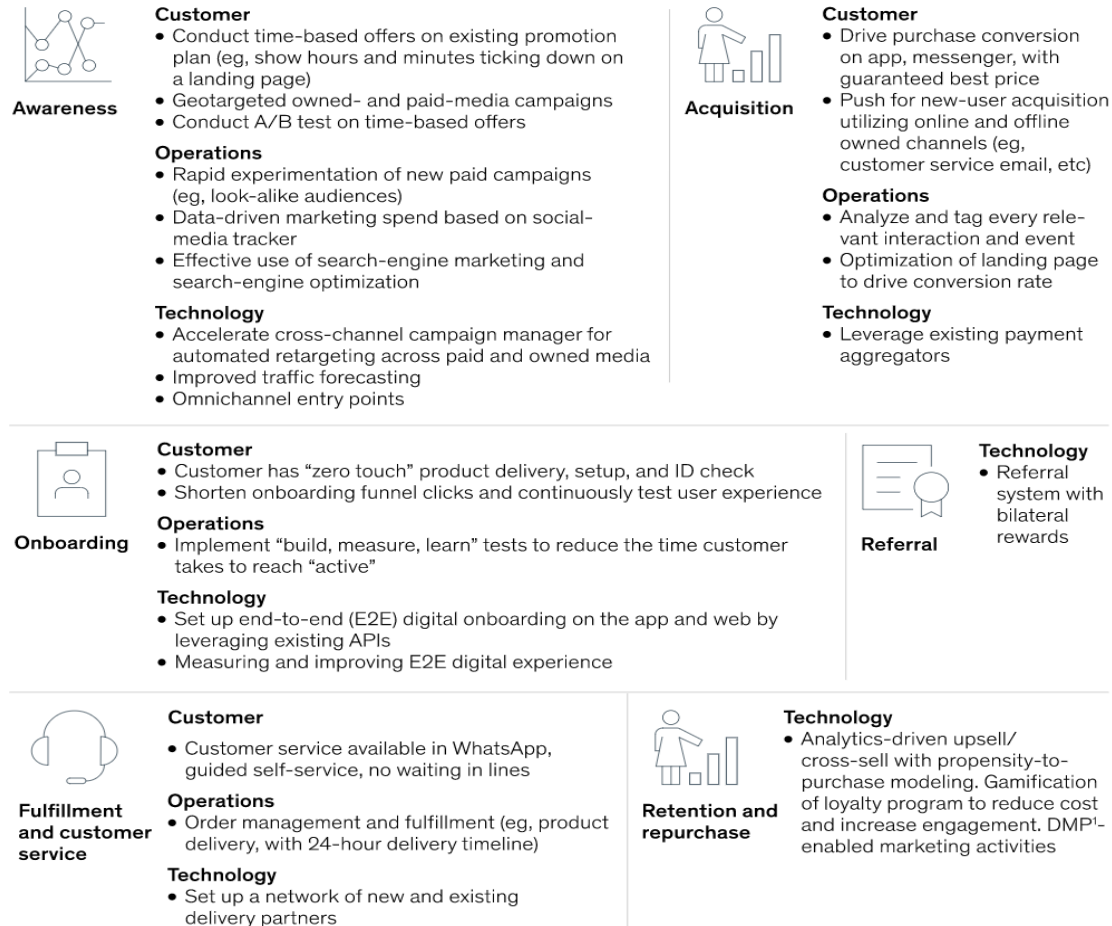 Awareness
Customer
• Conduct time-based offers on existing promotion
plan (eg, show hours and minutes ticking down on
a landing page)
• Geotargeted owned- and paid-media campaigns
• Conduct A/B test on time-based offers
Operations
• Rapid experimentation of new paid campaigns
(eg, look-alike audiences)
• Data-driven marketing spend based on social-
media tracker
• Effective use of search-engine marketing and
search-engine optimization
Technology
• Accelerate cross-channel campaign manager for
automated retargeting across paid and owned media
• Improved traffic forecasting
• Omnichannel entry points
Acquisition
Customer
• Drive purchase conversion
on app, messenger, with
guaranteed best price
• Push for new-user acquisition
utilizing online and offline
owned channels (eg,
customer service email, etc)
Operations
• Analyze and tag every rele-
vant interaction and event
• Optimization of landing page
to drive conversion rate
Technology
• Leverage existing payment
aggregators
Onboarding
Customer
• Customer has “zero touch” product delivery, setup, and ID check
• Shorten onboarding funnel clicks and continuously test user experience
Operations
• Implement “build, measure, learn” tests to reduce the time customer
takes to reach “active”
Technology
• Set up end-to-end (E2E) digital onboarding on the app and web by
leveraging existing APIs
• Measuring and improving E2E digital experience
Referral
Technology
• Referral
system with
bilateral
rewards
Fulfillment
and customer
service
Customer
• Customer service available in WhatsApp,
guided self-service, no waiting in lines
Operations
• Order management and fulfillment (eg, product
delivery, with 24-hour delivery timeline)
Technology
• Set up a network of new and existing
delivery partners
Retention and
repurchase
Technology
• Analytics-driven upsell/
cross-sell with propensity-to-
purchase modeling. Gamification
of loyalty program to reduce cost
and increase engagement. DMP¹-
enabled marketing activities